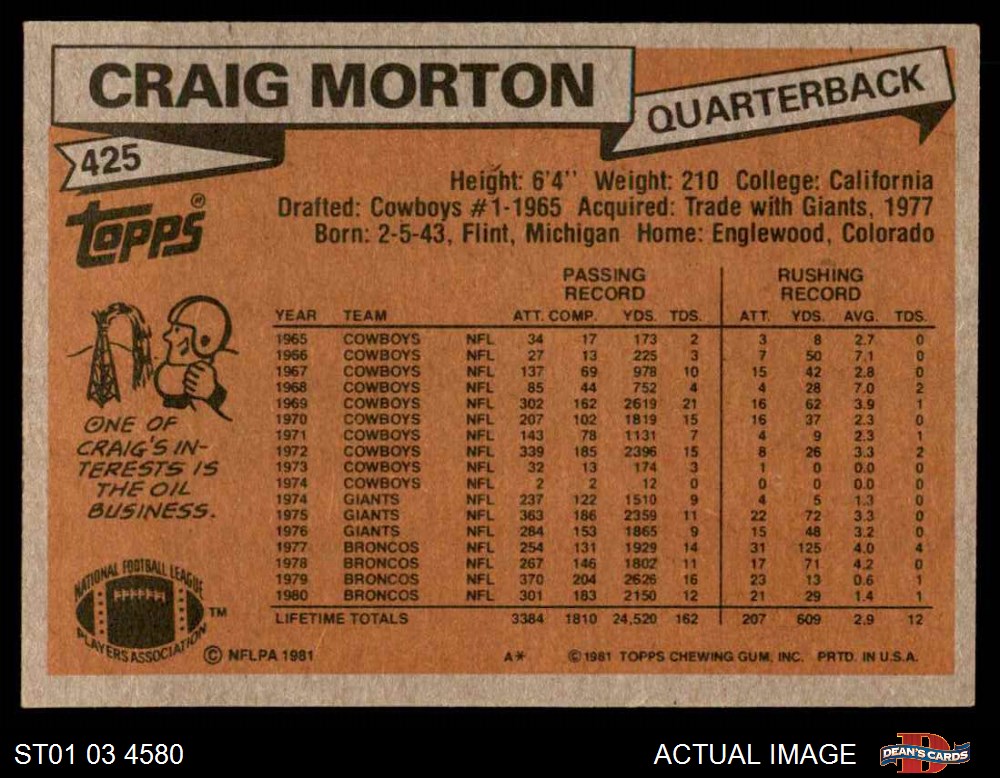 CRAIG MORTON
QUARTERBACK
425
TOPPS®
Height: 6'4'' Weight: 210 College: California
Drafted: Cowboys #1-1965 Acquired: Trade with Giants, 1977
Born: 2-5-43, Flint, Michigan Home: Englewood, Colorado
PASSING RECORD RUSHING RECORD
YEAR TEAM ATT. COMP. YDS. TDS. ATT. YDS. AVG. TDS.
1965 COWBOYS NFL 34 17 173 2 3 8 2.7 0
1966 COWBOYS NFL 27 13 225 3 7 50 7.1 0
1967 COWBOYS NFL 137 69 978 10 15 42 2.8 0
1968 COWBOYS NFL 85 44 752 4 4 28 7.0 2
1969 COWBOYS NFL 302 162 2619 21 16 62 3.9 1
1970 COWBOYS NFL 207 102 1819 15 16 37 2.3 0
1971 COWBOYS NFL 143 78 1131 7 4 9 2.3 1
1972 COWBOYS NFL 339 185 2396 15 8 26 3.3 2
1973 COWBOYS NFL 32 13 174 3 1 0 0.0 0
1974 COWBOYS NFL 2 2 12 0 0 0 0.0 0
1974 GIANTS NFL 237 122 1510 9 4 5 1.3 0
1975 GIANTS NFL 363 186 2359 11 22 72 3.3 0
1976 GIANTS NFL 284 153 1865 9 15 48 3.2 0
1977 BRONCOS NFL 254 131 1929 14 31 125 4.0 4
1978 BRONCOS NFL 267 146 1802 11 17 71 4.2 0
1979 BRONCOS NFL 370 204 2626 16 23 13 0.6 1
1980 BRONCOS NFL 301 183 2150 12 21 29 1.4 1
LIFETIME TOTALS 3384 1810 24,520 162 207 609 2.9 12
ONE OF
CRAIG'S IN-
TERESTS IS
THE OIL
BUSINESS.
NATIONAL FOOTBALL LEAGUE
PLAYERS ASSOCIATION TM
© NFLPA 1981 A* © 1981 TOPPS CHEWING GUM, INC. PRTD. IN U.S.A.
ST01 03 4580 ACTUAL IMAGE D DEAN'S CARDS